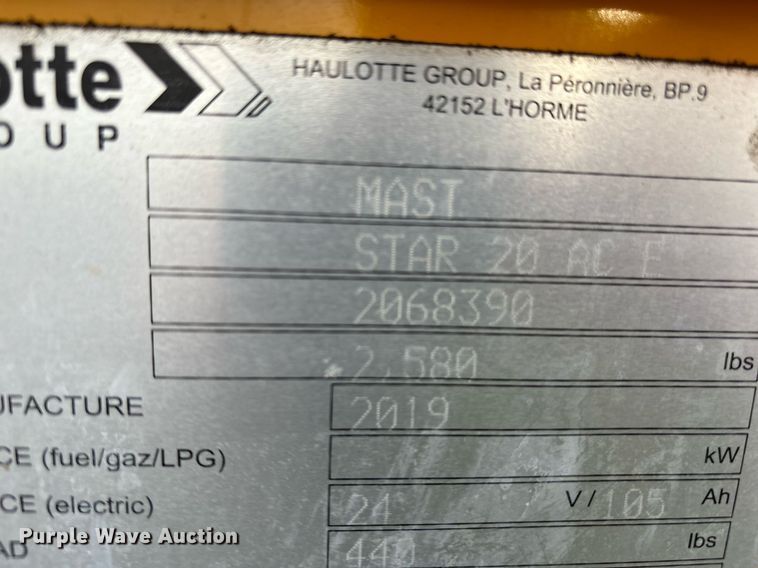 otte
OUP
HAULOTTE GROUP, La Péronnière, BP.9
42152 L'HORME
MAST
STAR 20 AC E
2068390
2,580 lbs
UFACTURE 2019
CE (fuel/gaz/LPG) kW
CE (electric) 24 V / 105 Ah
AD 440 lbs
Purple Wave Auction